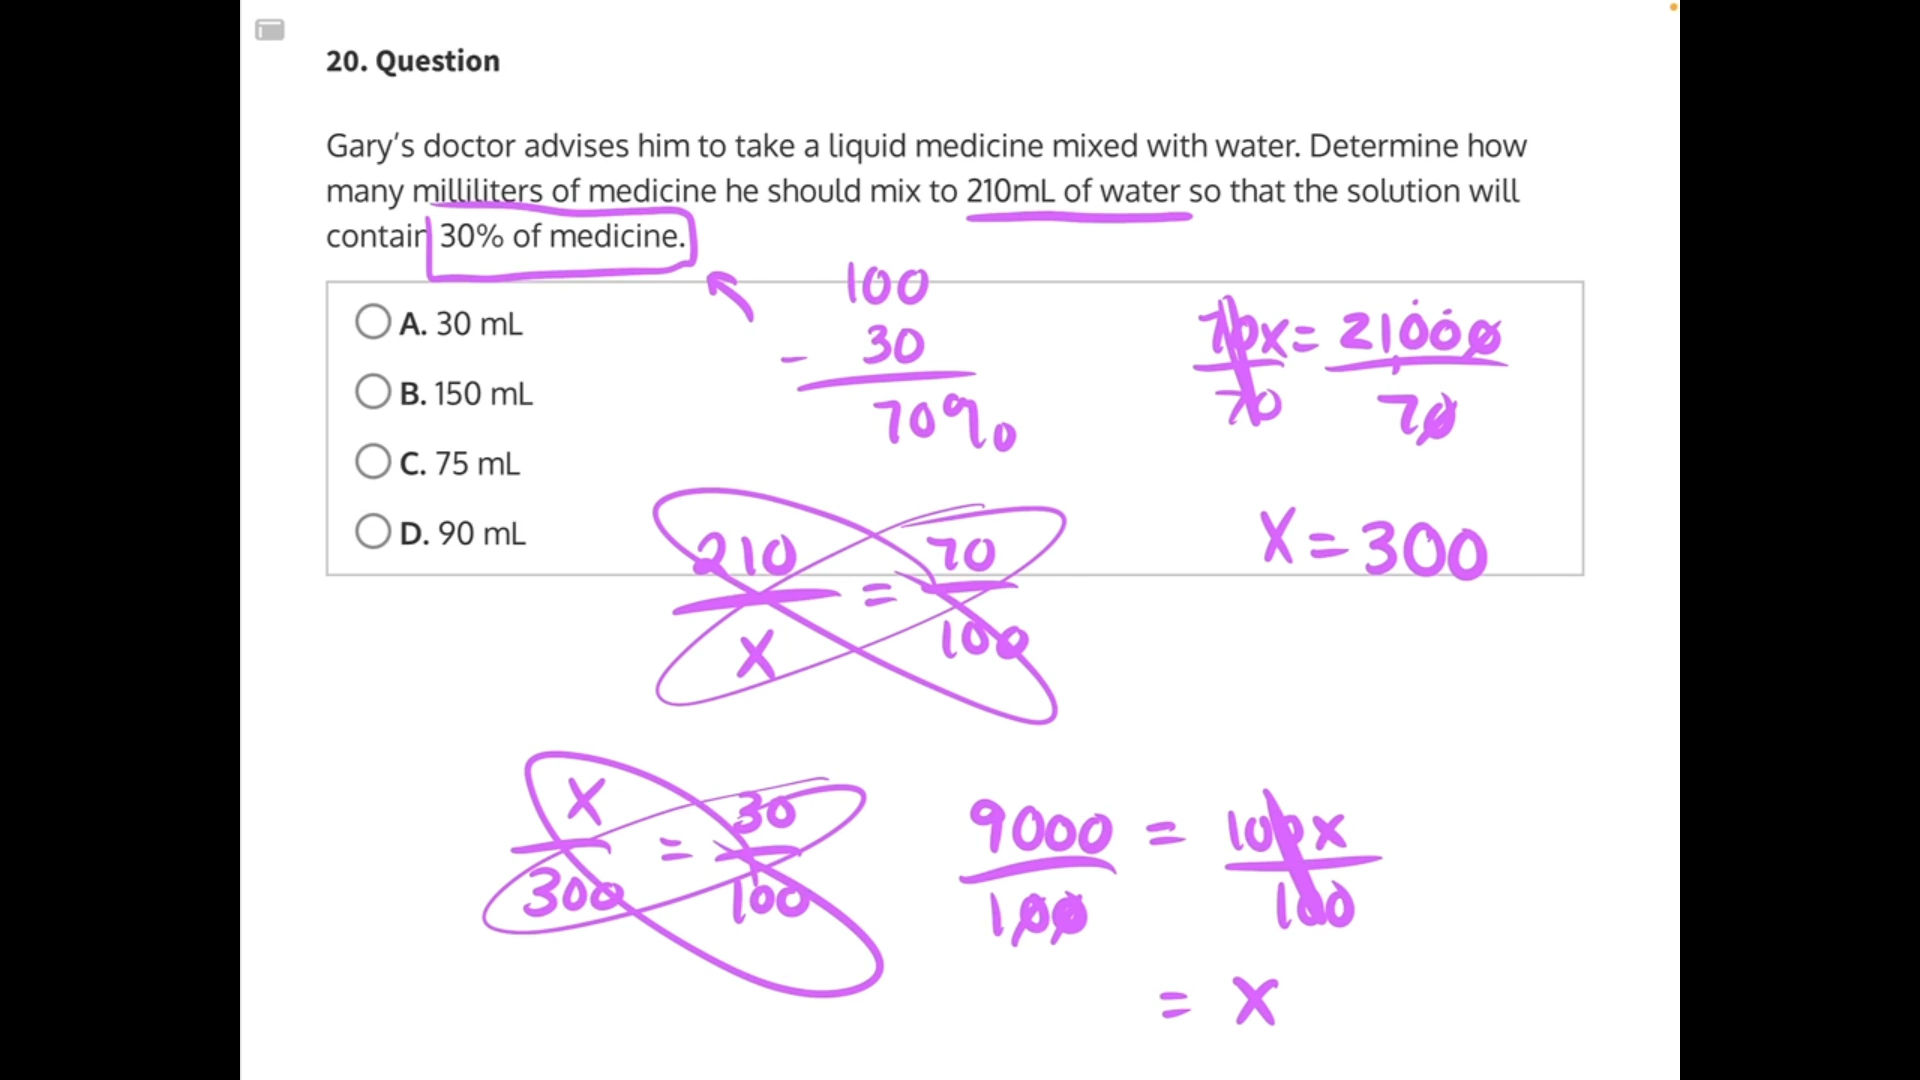 20. Question
Gary's doctor advises him to take a liquid medicine mixed with water. Determine how
many milliliters of medicine he should mix to 210mL of water so that the solution will
contain 30% of medicine.
A. 30 mL
B. 150 mL
C. 75 mL
D. 90 mL
100
- 30
70%
70x = 21000
70 70
x = 300
210 = 70
x 100
x = 30
300 100
9000 = 100x
100 100
= x